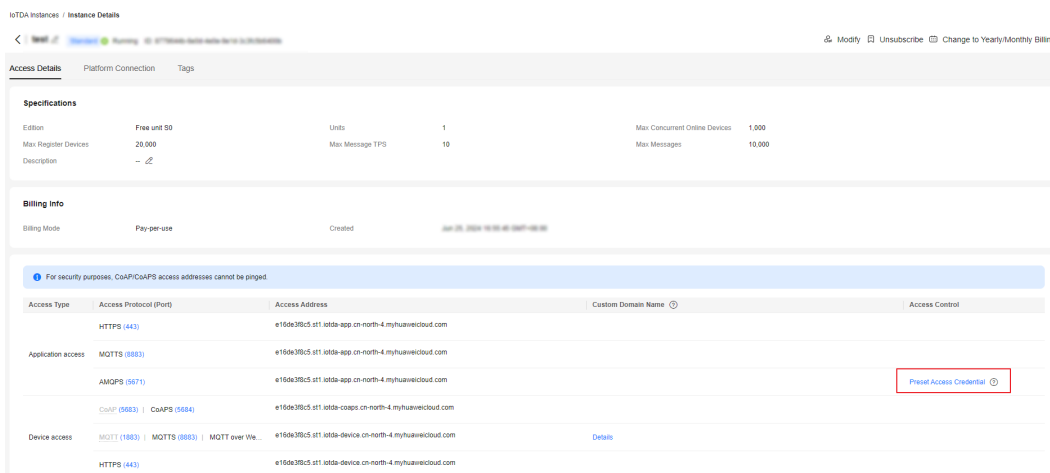 IoTDA Instances / Instance Details
test Standard Running
Modify Unsubscribe Change to Yearly/Monthly Billin
Access Details Platform Connection Tags
Specifications
Edition Free unit S0 Units 1 Max Concurrent Online Devices 1,000
Max Register Devices 20,000 Max Message TPS 10 Max Messages 10,000
Description --
Billing Info
Billing Mode Pay-per-use Created
For security purposes, CoAP/CoAPS access addresses cannot be pinged.
Access Type Access Protocol (Port) Access Address Custom Domain Name Access Control
HTTPS (443) e16de3f8c5.st1.iotda-app.cn-north-4.myhuaweicloud.com
Application access MQTTS (8883) e16de3f8c5.st1.iotda-app.cn-north-4.myhuaweicloud.com
AMQPS (5671) e16de3f8c5.st1.iotda-app.cn-north-4.myhuaweicloud.com Preset Access Credential
CoAP (5683) | CoAPS (5684) e16de3f8c5.st1.iotda-coaps.cn-north-4.myhuaweicloud.com
Device access MQTT (1883) | MQTTS (8883) | MQTT over We... e16de3f8c5.st1.iotda-device.cn-north-4.myhuaweicloud.com Details
HTTPS (443) e16de3f8c5.st1.iotda-device.cn-north-4.myhuaweicloud.com